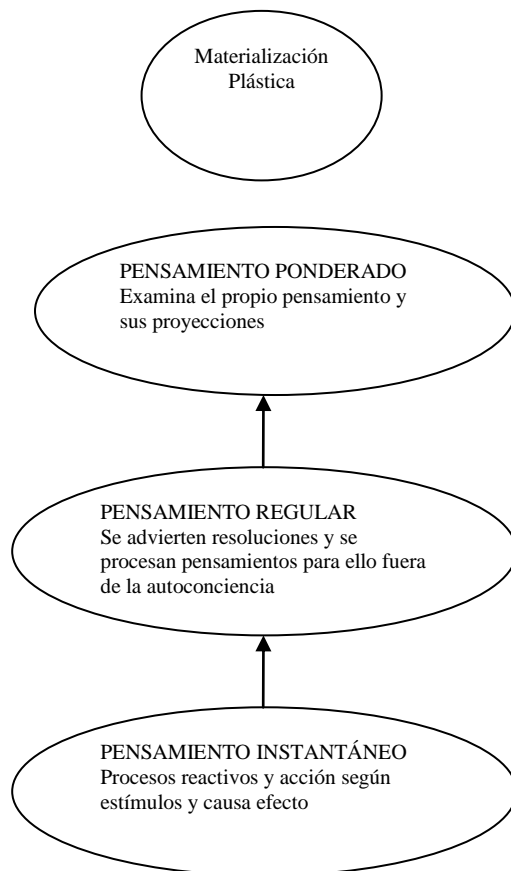 Materialización
Plástica
PENSAMIENTO PONDERADO
Examina el propio pensamiento y
sus proyecciones
PENSAMIENTO REGULAR
Se advierten resoluciones y se
procesan pensamientos para ello fuera
de la autoconciencia
PENSAMIENTO INSTANTÁNEO
Procesos reactivos y acción según
estímulos y causa efecto